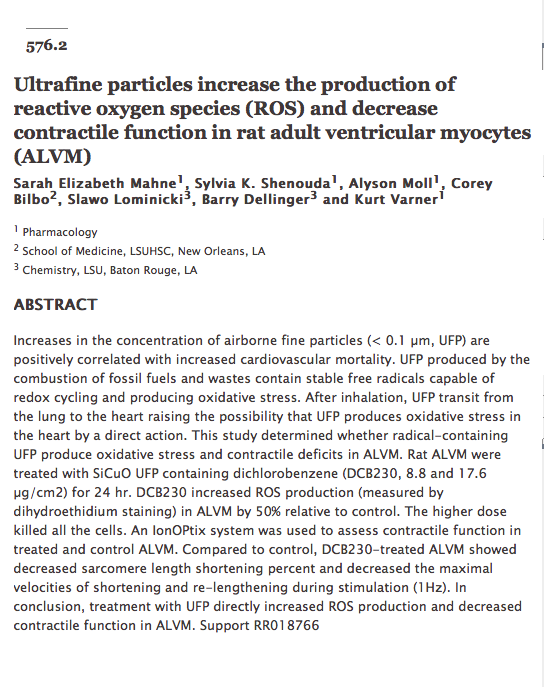 576.2
Ultrafine particles increase the production of
reactive oxygen species (ROS) and decrease
contractile function in rat adult ventricular myocytes
(ALVM)
Sarah Elizabeth Mahne1, Sylvia K. Shenouda1, Alyson Moll1, Corey
Bilbo2, Slawo Lominicki3, Barry Dellinger3 and Kurt Varner1
1 Pharmacology
2 School of Medicine, LSUHSC, New Orleans, LA
3 Chemistry, LSU, Baton Rouge, LA
ABSTRACT
Increases in the concentration of airborne fine particles (< 0.1 μm, UFP) are
positively correlated with increased cardiovascular mortality. UFP produced by the
combustion of fossil fuels and wastes contain stable free radicals capable of
redox cycling and producing oxidative stress. After inhalation, UFP transit from
the lung to the heart raising the possibility that UFP produces oxidative stress in
the heart by a direct action. This study determined whether radical-containing
UFP produce oxidative stress and contractile deficits in ALVM. Rat ALVM were
treated with SiCuO UFP containing dichlorobenzene (DCB230, 8.8 and 17.6
μg/cm2) for 24 hr. DCB230 increased ROS production (measured by
dihydroethidium staining) in ALVM by 50% relative to control. The higher dose
killed all the cells. An IonOPtix system was used to assess contractile function in
treated and control ALVM. Compared to control, DCB230-treated ALVM showed
decreased sarcomere length shortening percent and decreased the maximal
velocities of shortening and re-lengthening during stimulation (1Hz). In
conclusion, treatment with UFP directly increased ROS production and decreased
contractile function in ALVM. Support RR018766